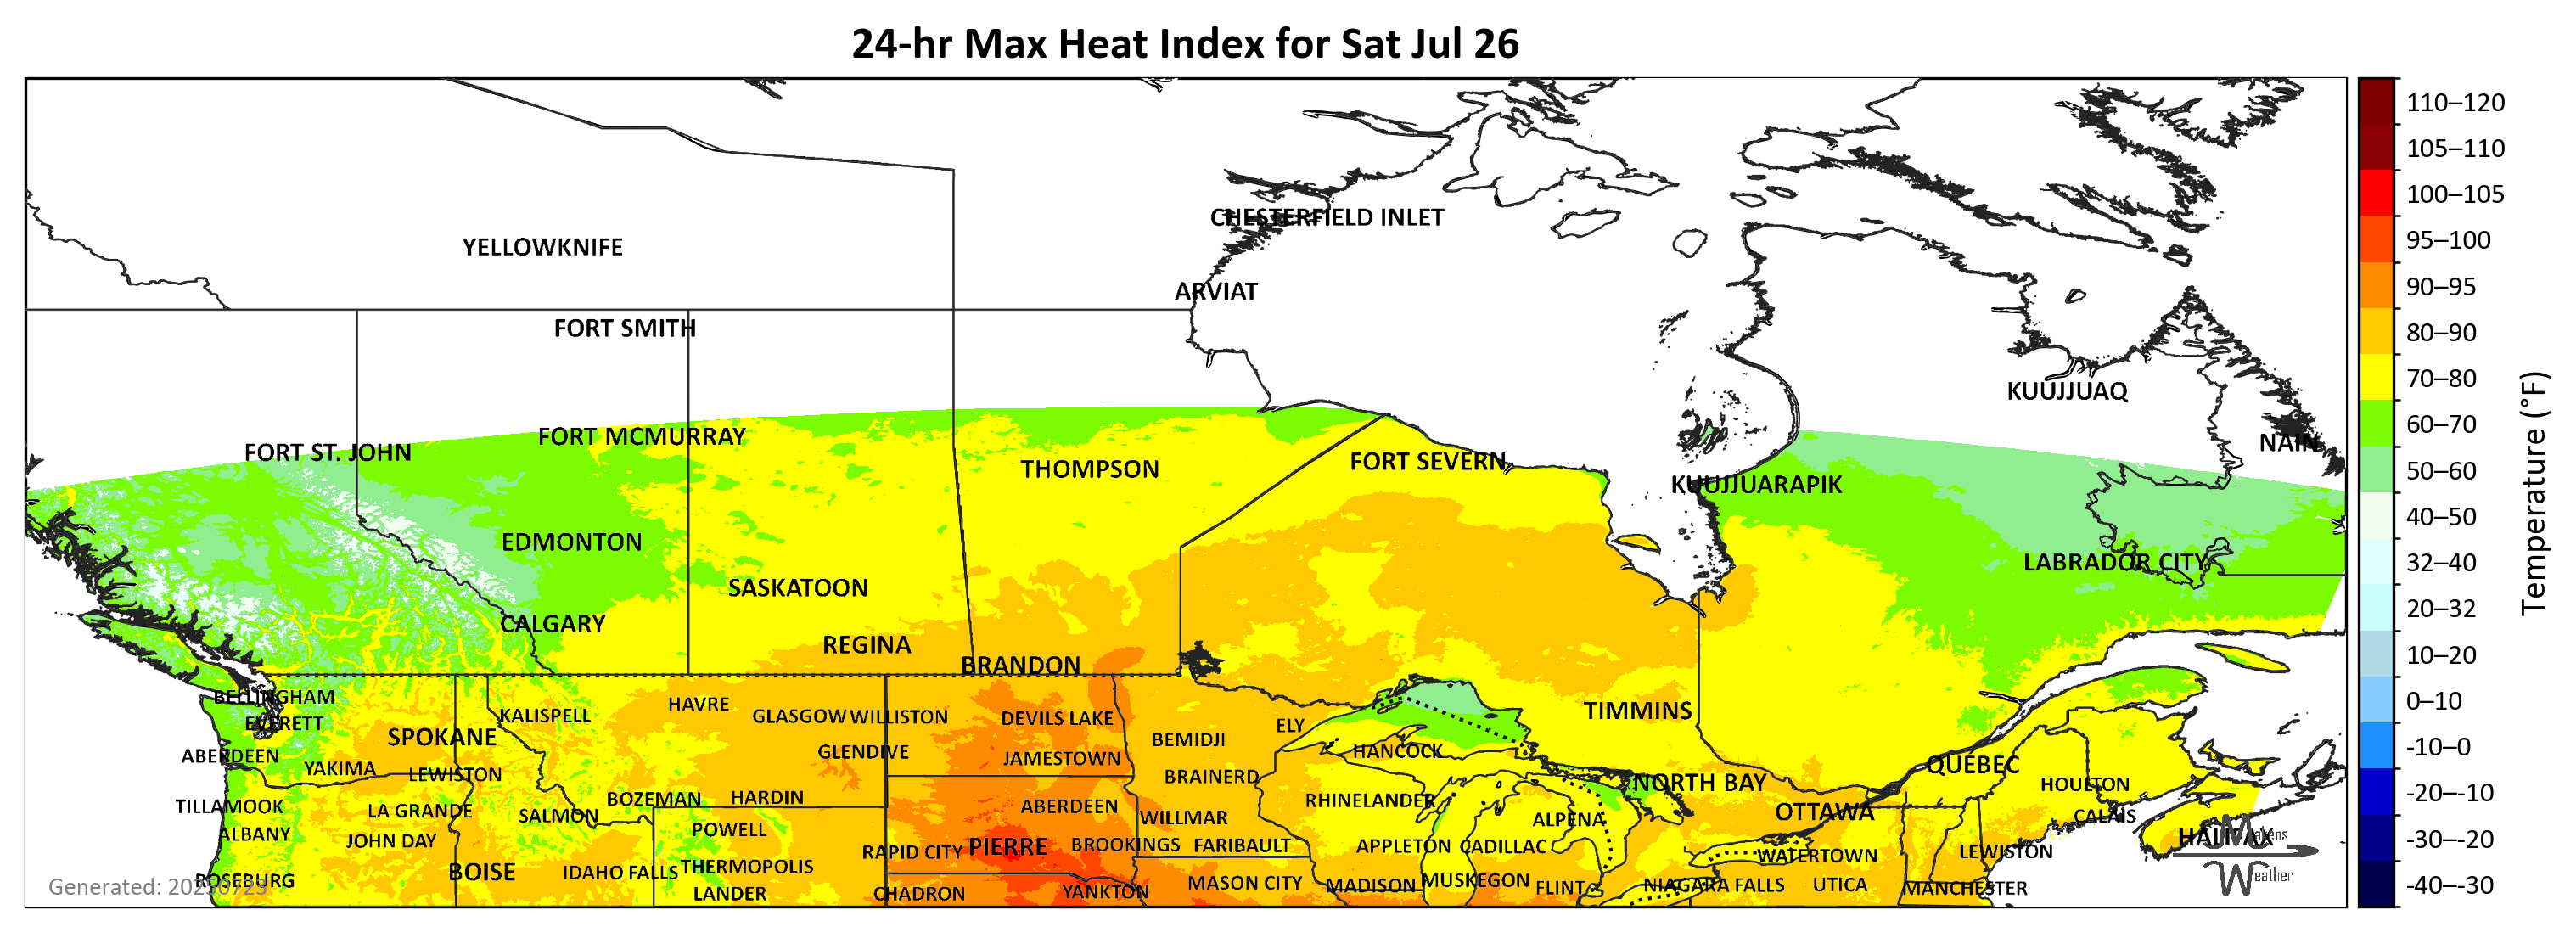 24-hr Max Heat Index for Sat Jul 26
CHESTERFIELD INLET
YELLOWKNIFE
ARVIAT
FORT SMITH
KUUJJUAQ
FORT MCMURRAY
NAIN
FORT ST. JOHN
FORT SEVERN
THOMPSON
KUUJJUARAPIK
EDMONTON
LABRADOR CITY
SASKATOON
CALGARY
REGINA
BRANDON
BELLINGHAM
HAVRE
TIMMINS
KALISPELL
GLASGOW WILLISTON
DEVILS LAKE
EVERETT
ELY
SPOKANE
BEMIDJI
HANCOCK
GLENDIVE
ABERDEEN
JAMESTOWN
QUEBEC
YAKIMA
LEWISTON
BRAINERD
NORTH BAY
HOULTON
BOZEMAN
HARDIN
RHINELANDER
TILLAMOOK
ABERDEEN
LA GRANDE
OTTAWA
SALMON
CALAIS
WILLMAR
ALPENA
POWELL
ALBANY
HALIFAX
Makens
JOHN DAY
BROOKINGS
FARIBAULT
APPLETON
CADILLAC
PIERRE
RAPID CITY
LEWISTON
WATERTOWN
THERMOPOLIS
BOISE
IDAHO FALLS
Weather
ROSEBURG
MUSKEGON
MASON CITY
MADISON
NIAGARA FALLS
UTICA
FLINT
MANCHESTER
YANKTON
LANDER
CHADRON
Generated: 20250723
110–120
105–110
100–105
95–100
90–95
80–90
70–80
60–70
50–60
40–50
32–40
20–32
10–20
0–10
-10–0
-20–-10
-30–-20
-40–-30
Temperature (°F)